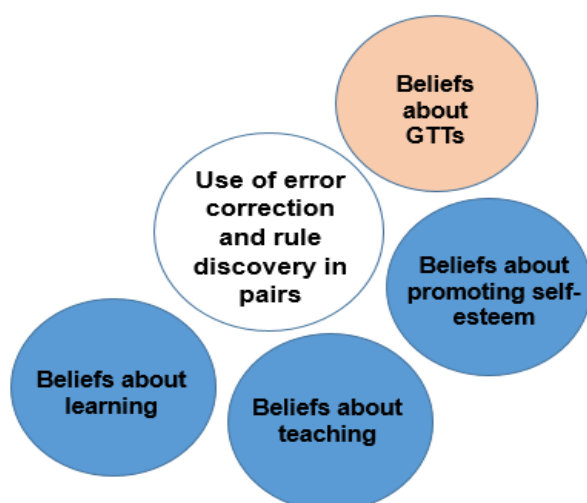 Beliefs
about
GTTs
Use of error
correction
and rule
discovery in
pairs
Beliefs about
promoting self-
esteem
Beliefs about
learning
Beliefs about
teaching